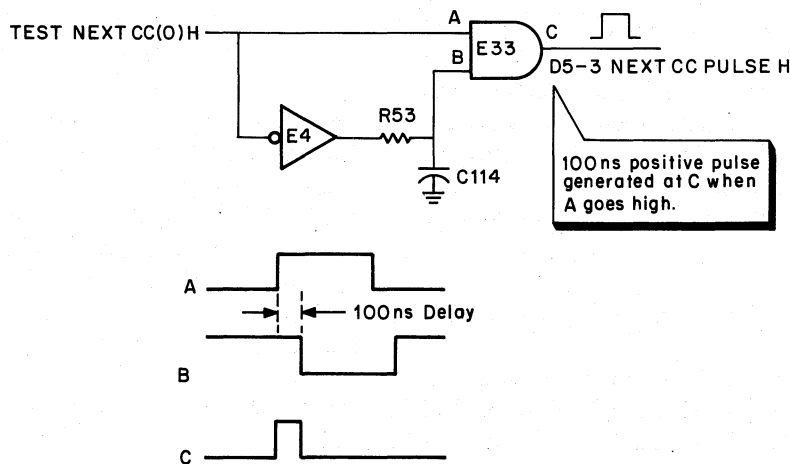 TEST NEXT CC(0)H
A
B
E33
C
D5-3 NEXT CC PULSE H
E4
R53
C114
100ns positive pulse
generated at C when
A goes high.
A
100ns Delay
B
C